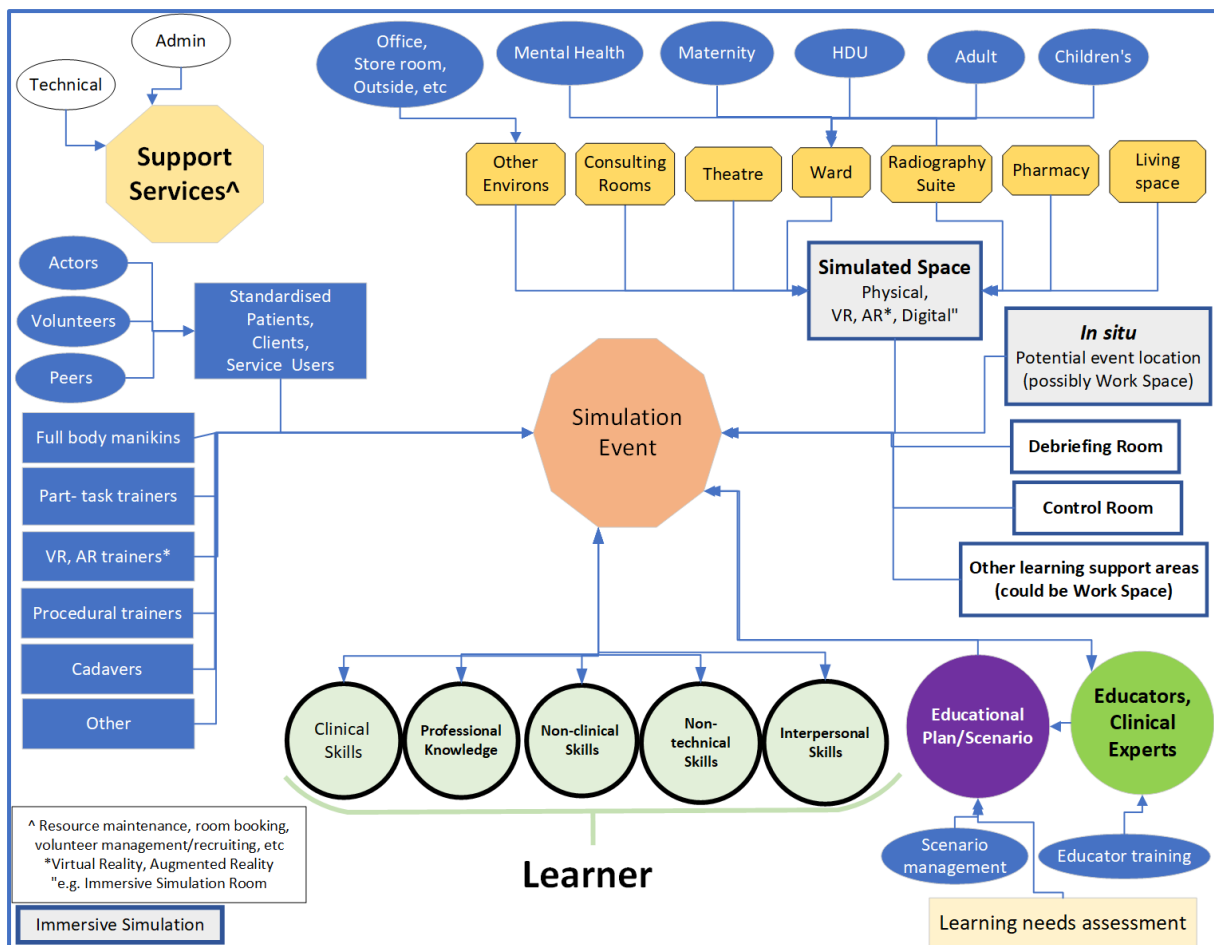 Admin
Technical
Support
Services^
Office,
Store room,
Outside, etc
Mental Health
Maternity
HDU
Adult
Children's
Other
Environs
Consulting
Rooms
Theatre
Ward
Radiography
Suite
Pharmacy
Living
space
Simulated Space
Physical,
VR, AR*, Digital"
In situ
Potential event location
(possibly Work Space)
Debriefing Room
Control Room
Other learning support areas
(could be Work Space)
Actors
Volunteers
Peers
Standardised
Patients,
Clients,
Service Users
Full body manikins
Part- task trainers
VR, AR trainers*
Procedural trainers
Cadavers
Other
Simulation
Event
Clinical
Skills
Professional
Knowledge
Non-clinical
Skills
Non-
technical
Skills
Interpersonal
Skills
Learner
Educational
Plan/Scenario
Educators,
Clinical
Experts
Scenario
management
Educator training
Learning needs assessment
^ Resource maintenance, room booking,
volunteer management/recruiting, etc
*Virtual Reality, Augmented Reality
"e.g. Immersive Simulation Room
Immersive Simulation